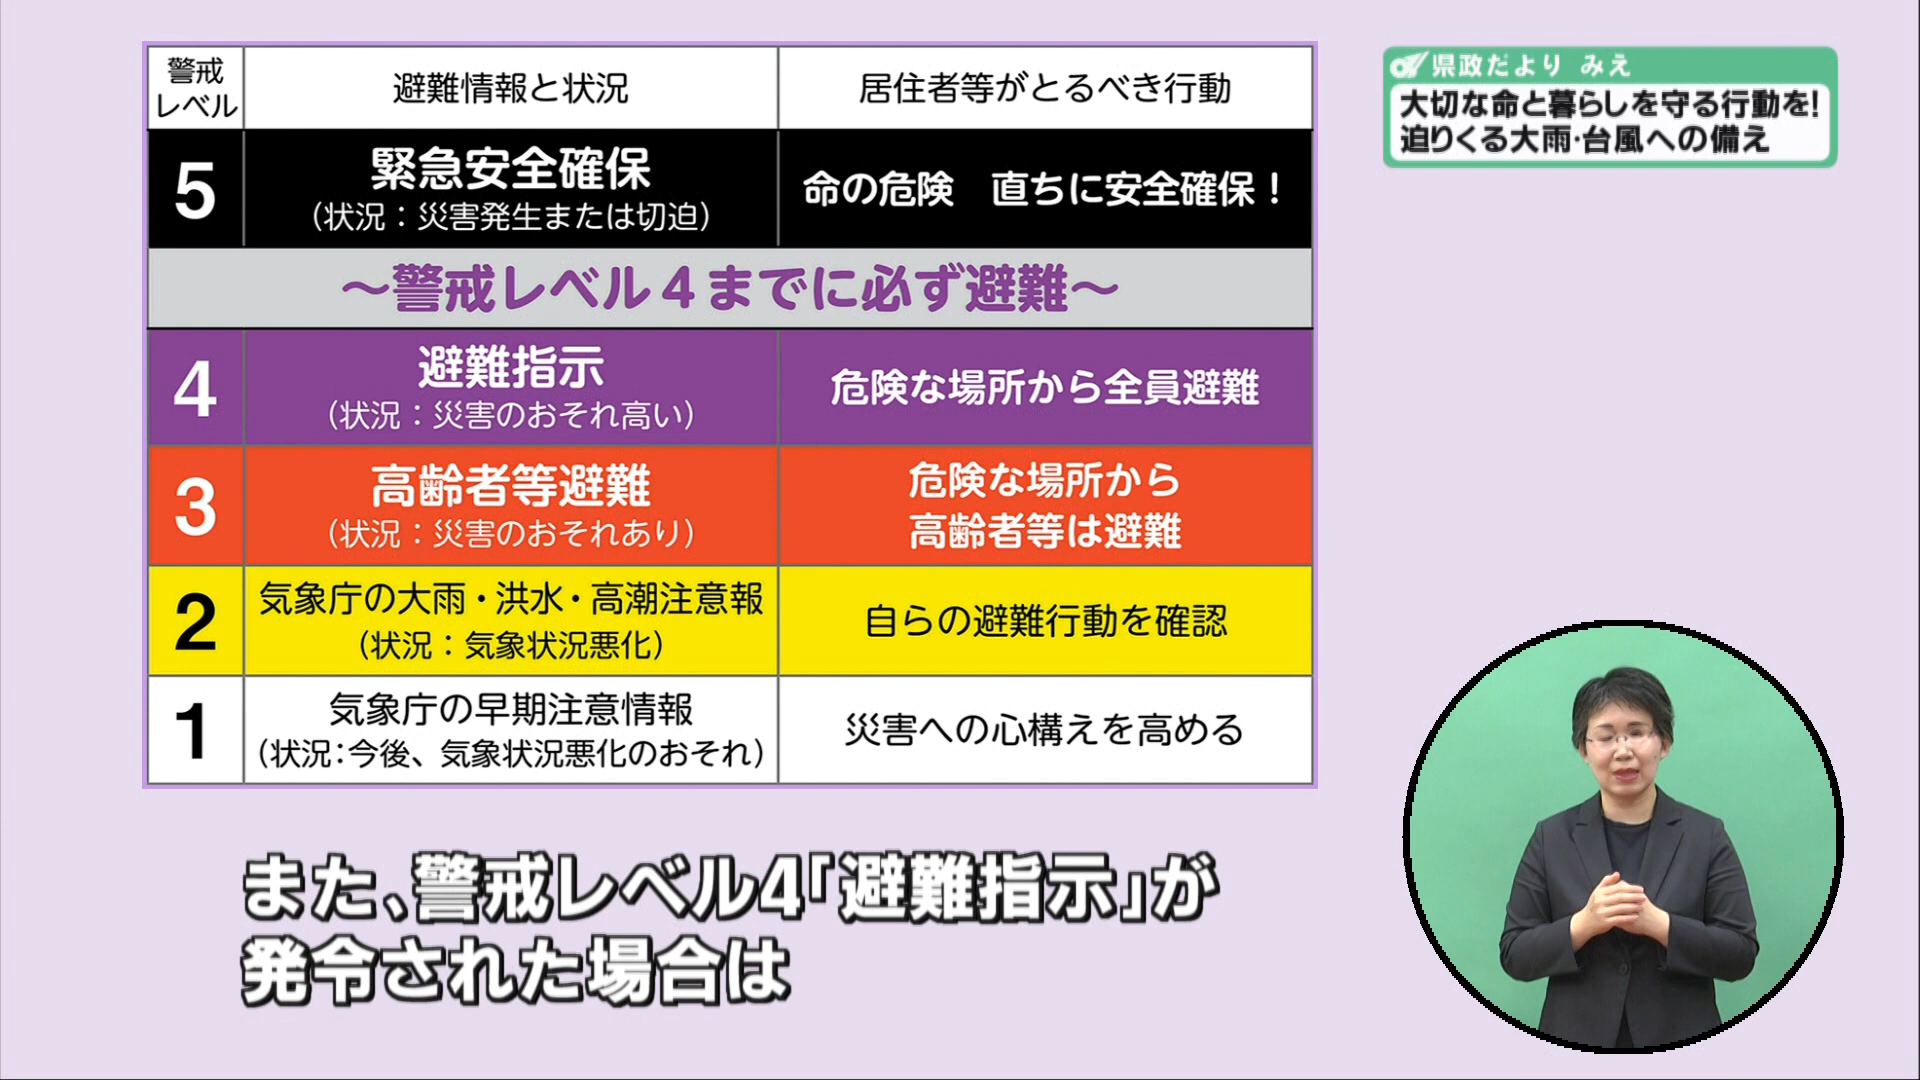 警戒
レベル
避難情報と状況
居住者等がとるべき行動
5
緊急安全確保
(状況：災害発生または切迫)
命の危険　直ちに安全確保！
～警戒レベル４までに必ず避難～
4
避難指示
(状況：災害のおそれ高い)
危険な場所から全員避難
3
高齢者等避難
(状況：災害のおそれあり)
危険な場所から
高齢者等は避難
2
気象庁の大雨・洪水・高潮注意報
(状況：気象状況悪化)
自らの避難行動を確認
1
気象庁の早期注意情報
(状況：今後、気象状況悪化のおそれ)
災害への心構えを高める
県政だより みえ
大切な命と暮らしを守る行動を!
迫りくる大雨・台風への備え
また、警戒レベル4「避難指示」が
発令された場合は